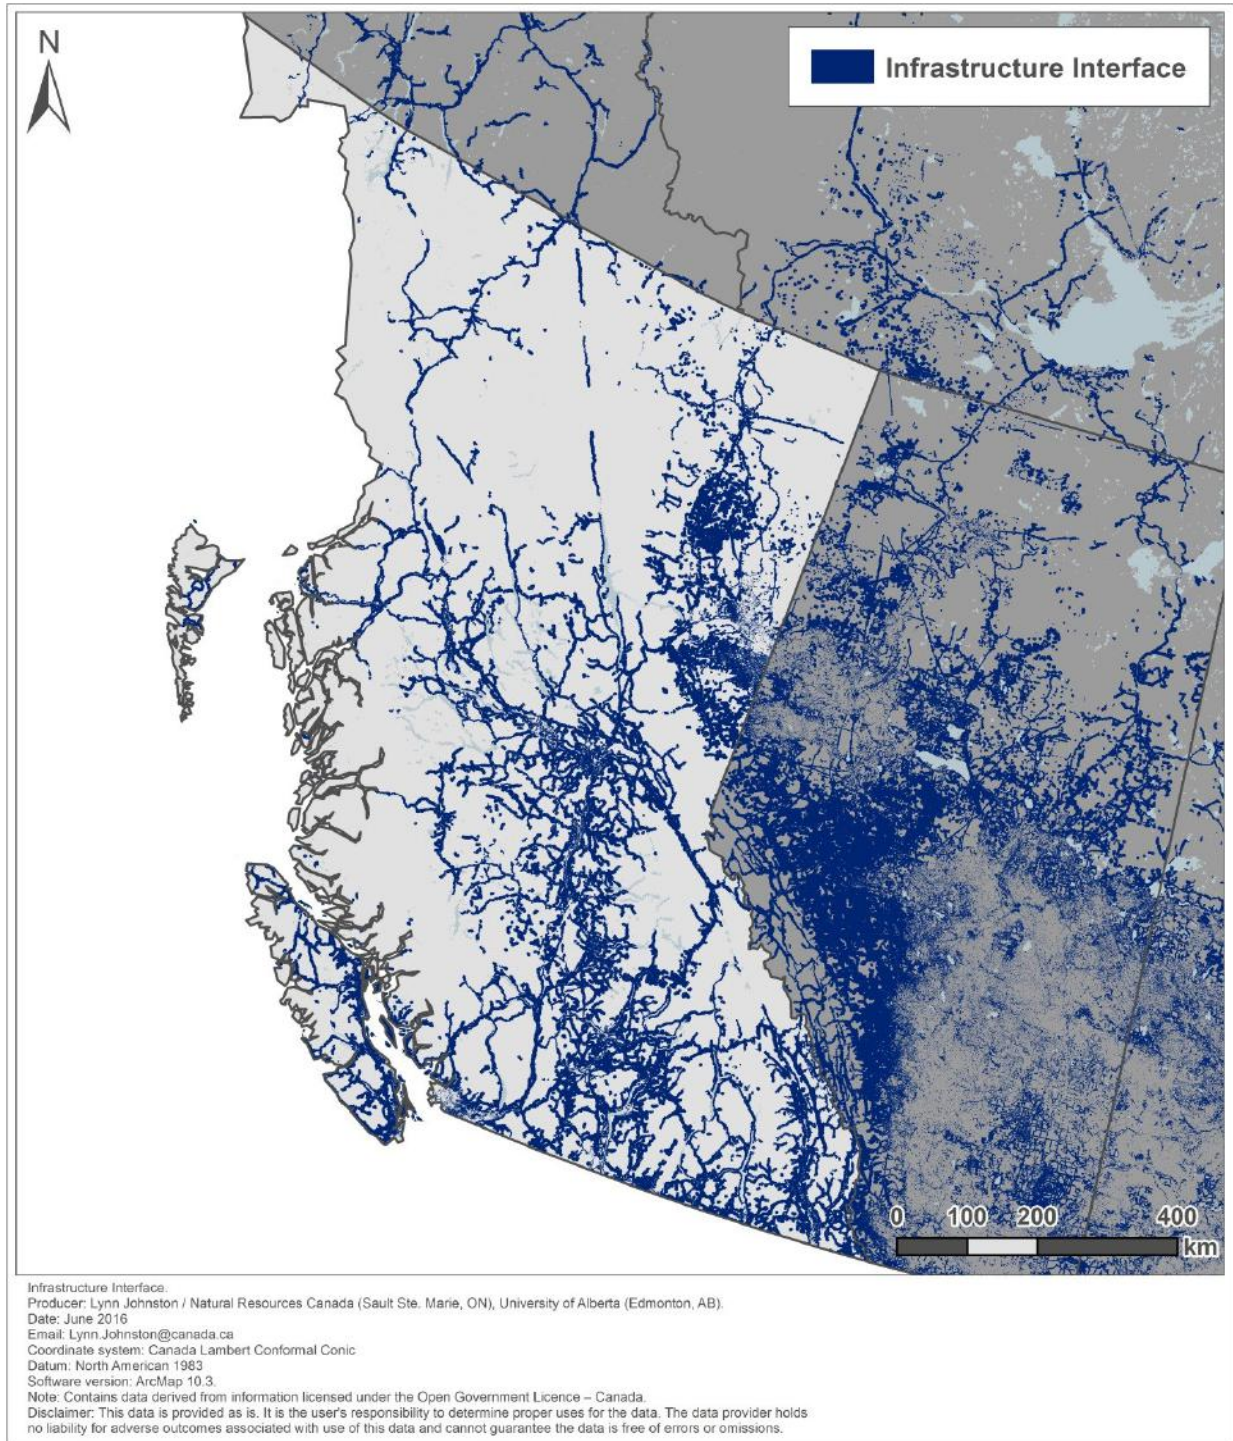 N
Infrastructure Interface
0 100 200 400
km
Infrastructure Interface.
Producer: Lynn Johnston / Natural Resources Canada (Sault Ste. Marie, ON), University of Alberta (Edmonton, AB).
Date: June 2016
Email: Lynn.Johnston@canada.ca
Coordinate system: Canada Lambert Conformal Conic
Datum: North American 1983
Software version: ArcMap 10.3.
Note: Contains data derived from information licensed under the Open Government Licence – Canada.
Disclaimer: This data is provided as is. It is the user's responsibility to determine proper uses for the data. The data provider holds
no liability for adverse outcomes associated with use of this data and cannot guarantee the data is free of errors or omissions.